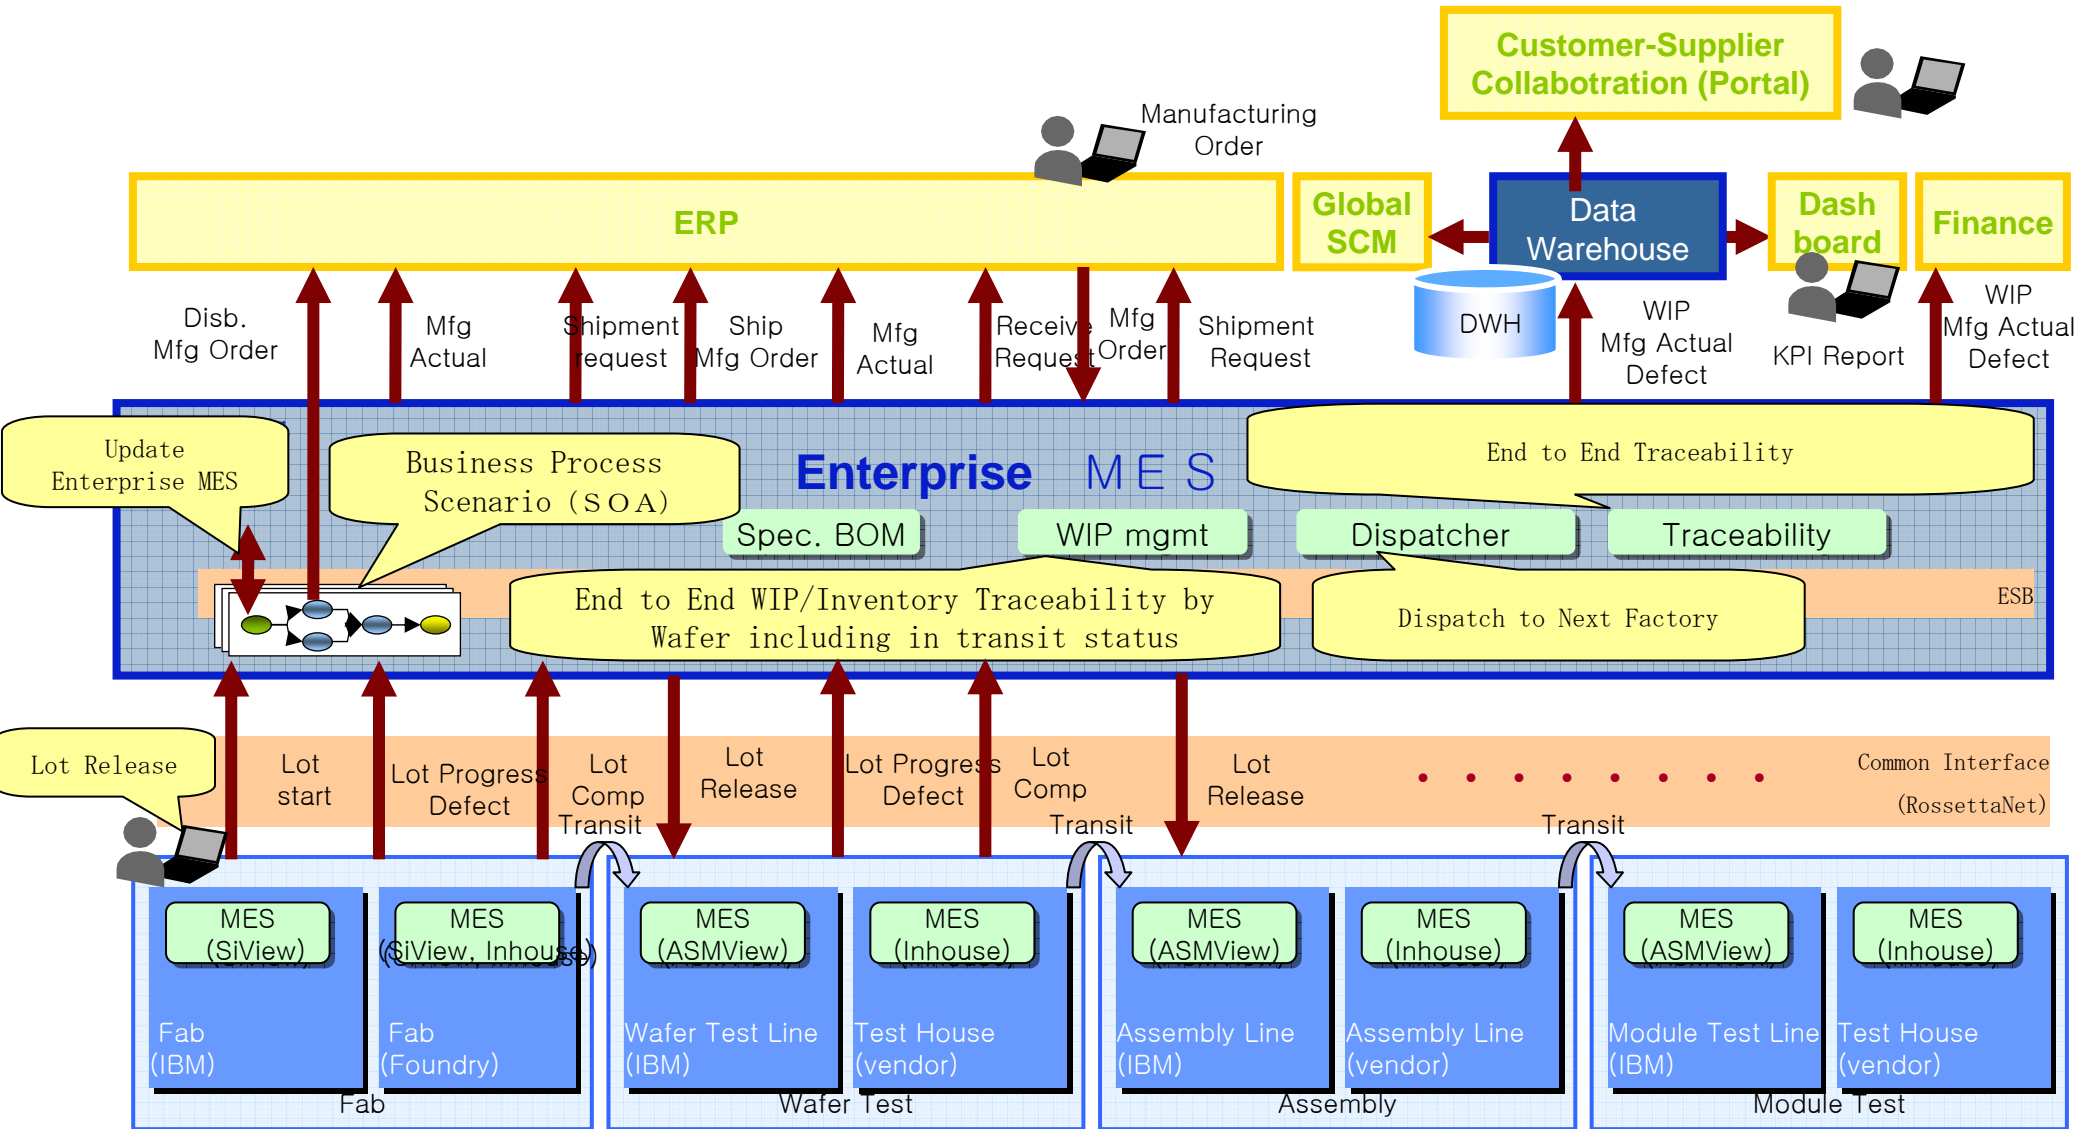 Customer-Supplier
Collabotration (Portal)
Manufacturing
Order
ERP
Global
SCM
Data
Warehouse
Dash
board
Finance
Disb.
Mfg Order
Mfg
Actual
Shipment
request
Ship
Mfg Order
Mfg
Actual
Receive
Request
Mfg
Order
Shipment
Request
DWH
WIP
Mfg Actual
Defect
KPI Report
WIP
Mfg Actual
Defect
Update
Enterprise MES
Business Process
Scenario (ＳＯＡ)
Enterprise ＭＥＳ
End to End Traceability
Spec. BOM
WIP mgmt
Dispatcher
Traceability
End to End WIP/Inventory Traceability by
Wafer including in transit status
Dispatch to Next Factory
ESB
Lot Release
Lot
start
Lot Progress
Defect
Lot
Comp
Lot
Release
Lot Progress
Defect
Lot
Comp
Lot
Release
Common Interface
(RossettaNet)
Transit
Transit
Transit
MES
(SiView)
MES
(SiView, Inhouse)
MES
(ASMView)
MES
(Inhouse)
MES
(ASMView)
MES
(Inhouse)
MES
(ASMView)
MES
(Inhouse)
Fab
(IBM)
Fab
(Foundry)
Wafer Test Line
(IBM)
Test House
(vendor)
Assembly Line
(IBM)
Assembly Line
(vendor)
Module Test Line
(IBM)
Test House
(vendor)
Fab
Wafer Test
Assembly
Module Test